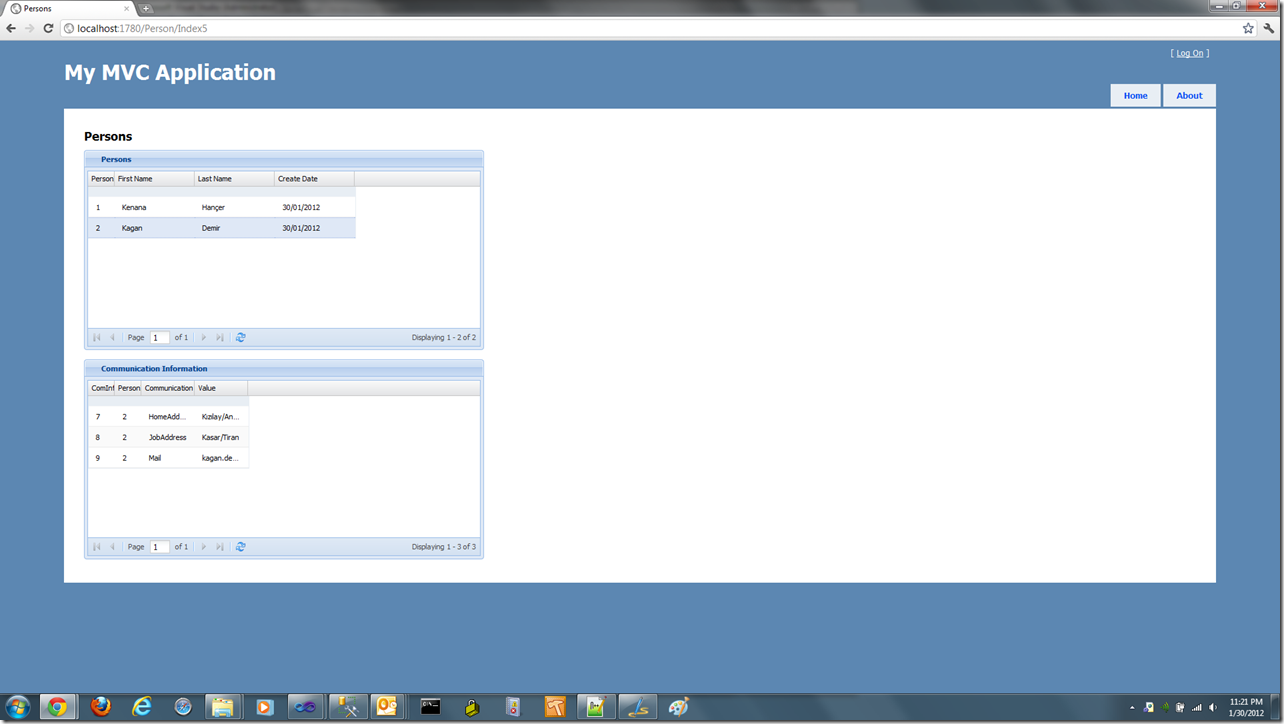 Persons
localhost:1780/Person/Index5
[ Log On ]
My MVC Application
Home About
Persons
Persons
Person First Name Last Name Create Date
1 Kenana Hançer 30/01/2012
2 Kagan Demir 30/01/2012
Page 1 of 1 Displaying 1 - 2 of 2
Communication Information
ComInf Person Communication Value
7 2 HomeAdd... Kızılay/An...
8 2 JobAddress Kasar/Tiran
9 2 Mail kagan.de...
Page 1 of 1 Displaying 1 - 3 of 3
11:21 PM
1/30/2012